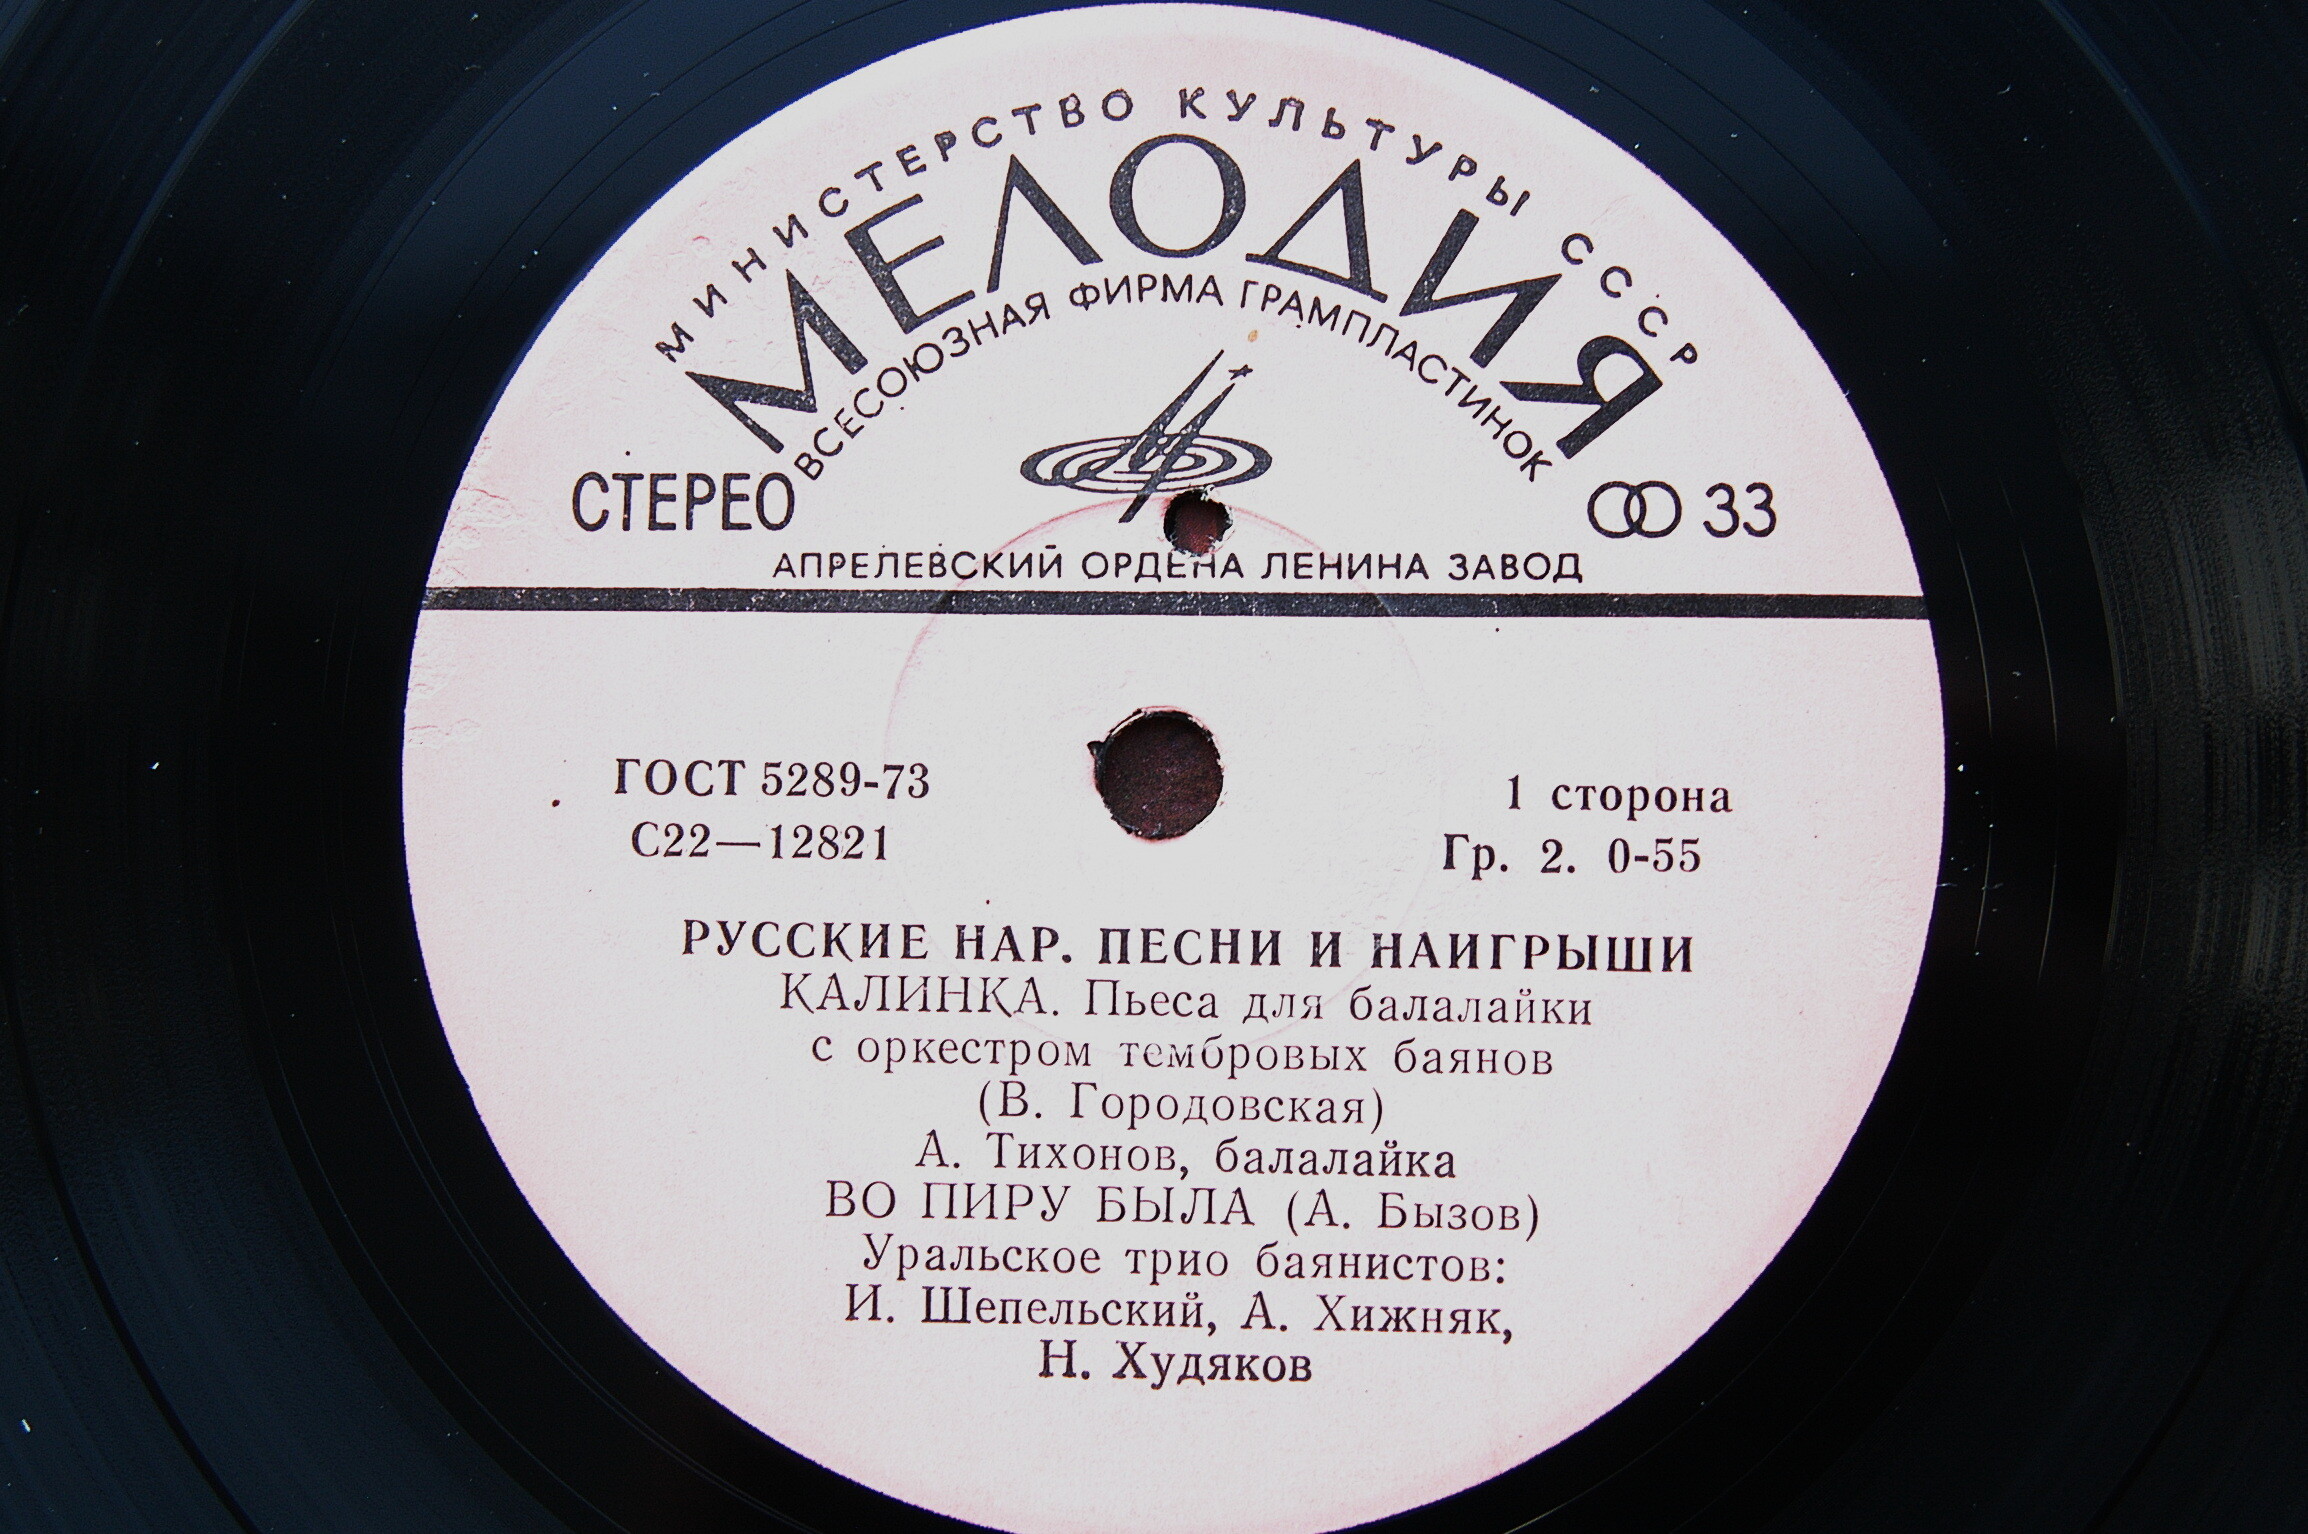 МИНИСТЕРСТВО КУЛЬТУРЫ СССР
МЕЛОДИЯ
ВСЕСОЮЗНАЯ ФИРМА ГРАМПЛАСТИНОК
СТЕРЕО
33
АПРЕЛЕВСКИЙ ОРДЕНА ЛЕНИНА ЗАВОД
ГОСТ 5289-73
1 сторона
С22—12821
Гр. 2. 0-55
РУССКИЕ НАР. ПЕСНИ И НАИГРЫШИ
КАЛИНКА. Пьеса для балалайки
с оркестром тембровых баянов
(В. Городовская)
А. Тихонов, балалайка
ВО ПИРУ БЫЛА (А. Бызов)
Уральское трио баянистов:
И. Шепельский, А. Хижняк,
Н. Худяков